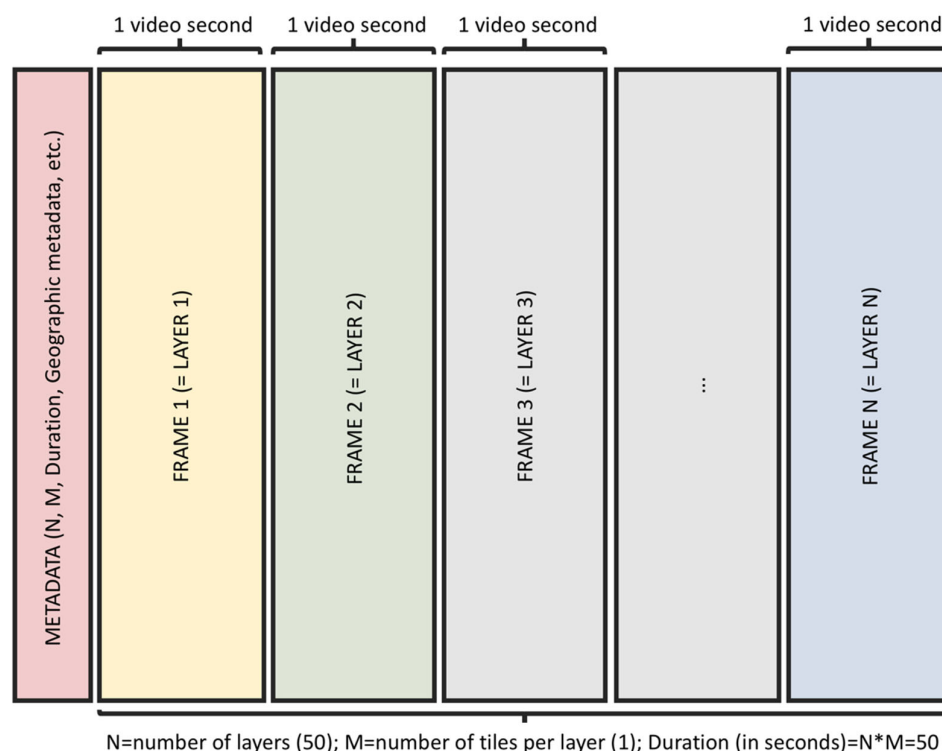 1 video second
1 video second
1 video second
1 video second
METADATA (N, M, Duration, Geographic metadata, etc.)
FRAME 1 (= LAYER 1)
FRAME 2 (= LAYER 2)
FRAME 3 (= LAYER 3)
...
FRAME N (= LAYER N)
N=number of layers (50); M=number of tiles per layer (1); Duration (in seconds)=N*M=50